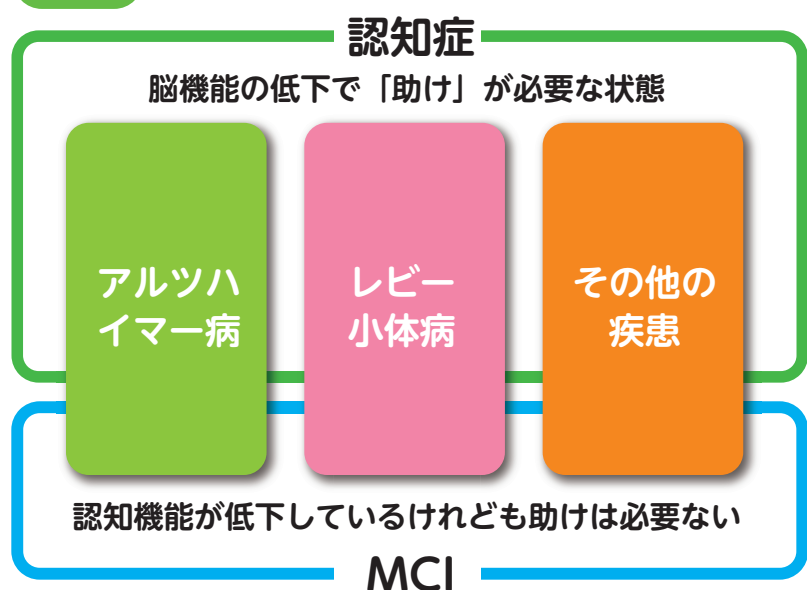 認知症
脳機能の低下で「助け」が必要な状態
アルツハ
イマー病
レビー
小体病
その他の
疾患
認知機能が低下しているけれども助けは必要ない
MCI